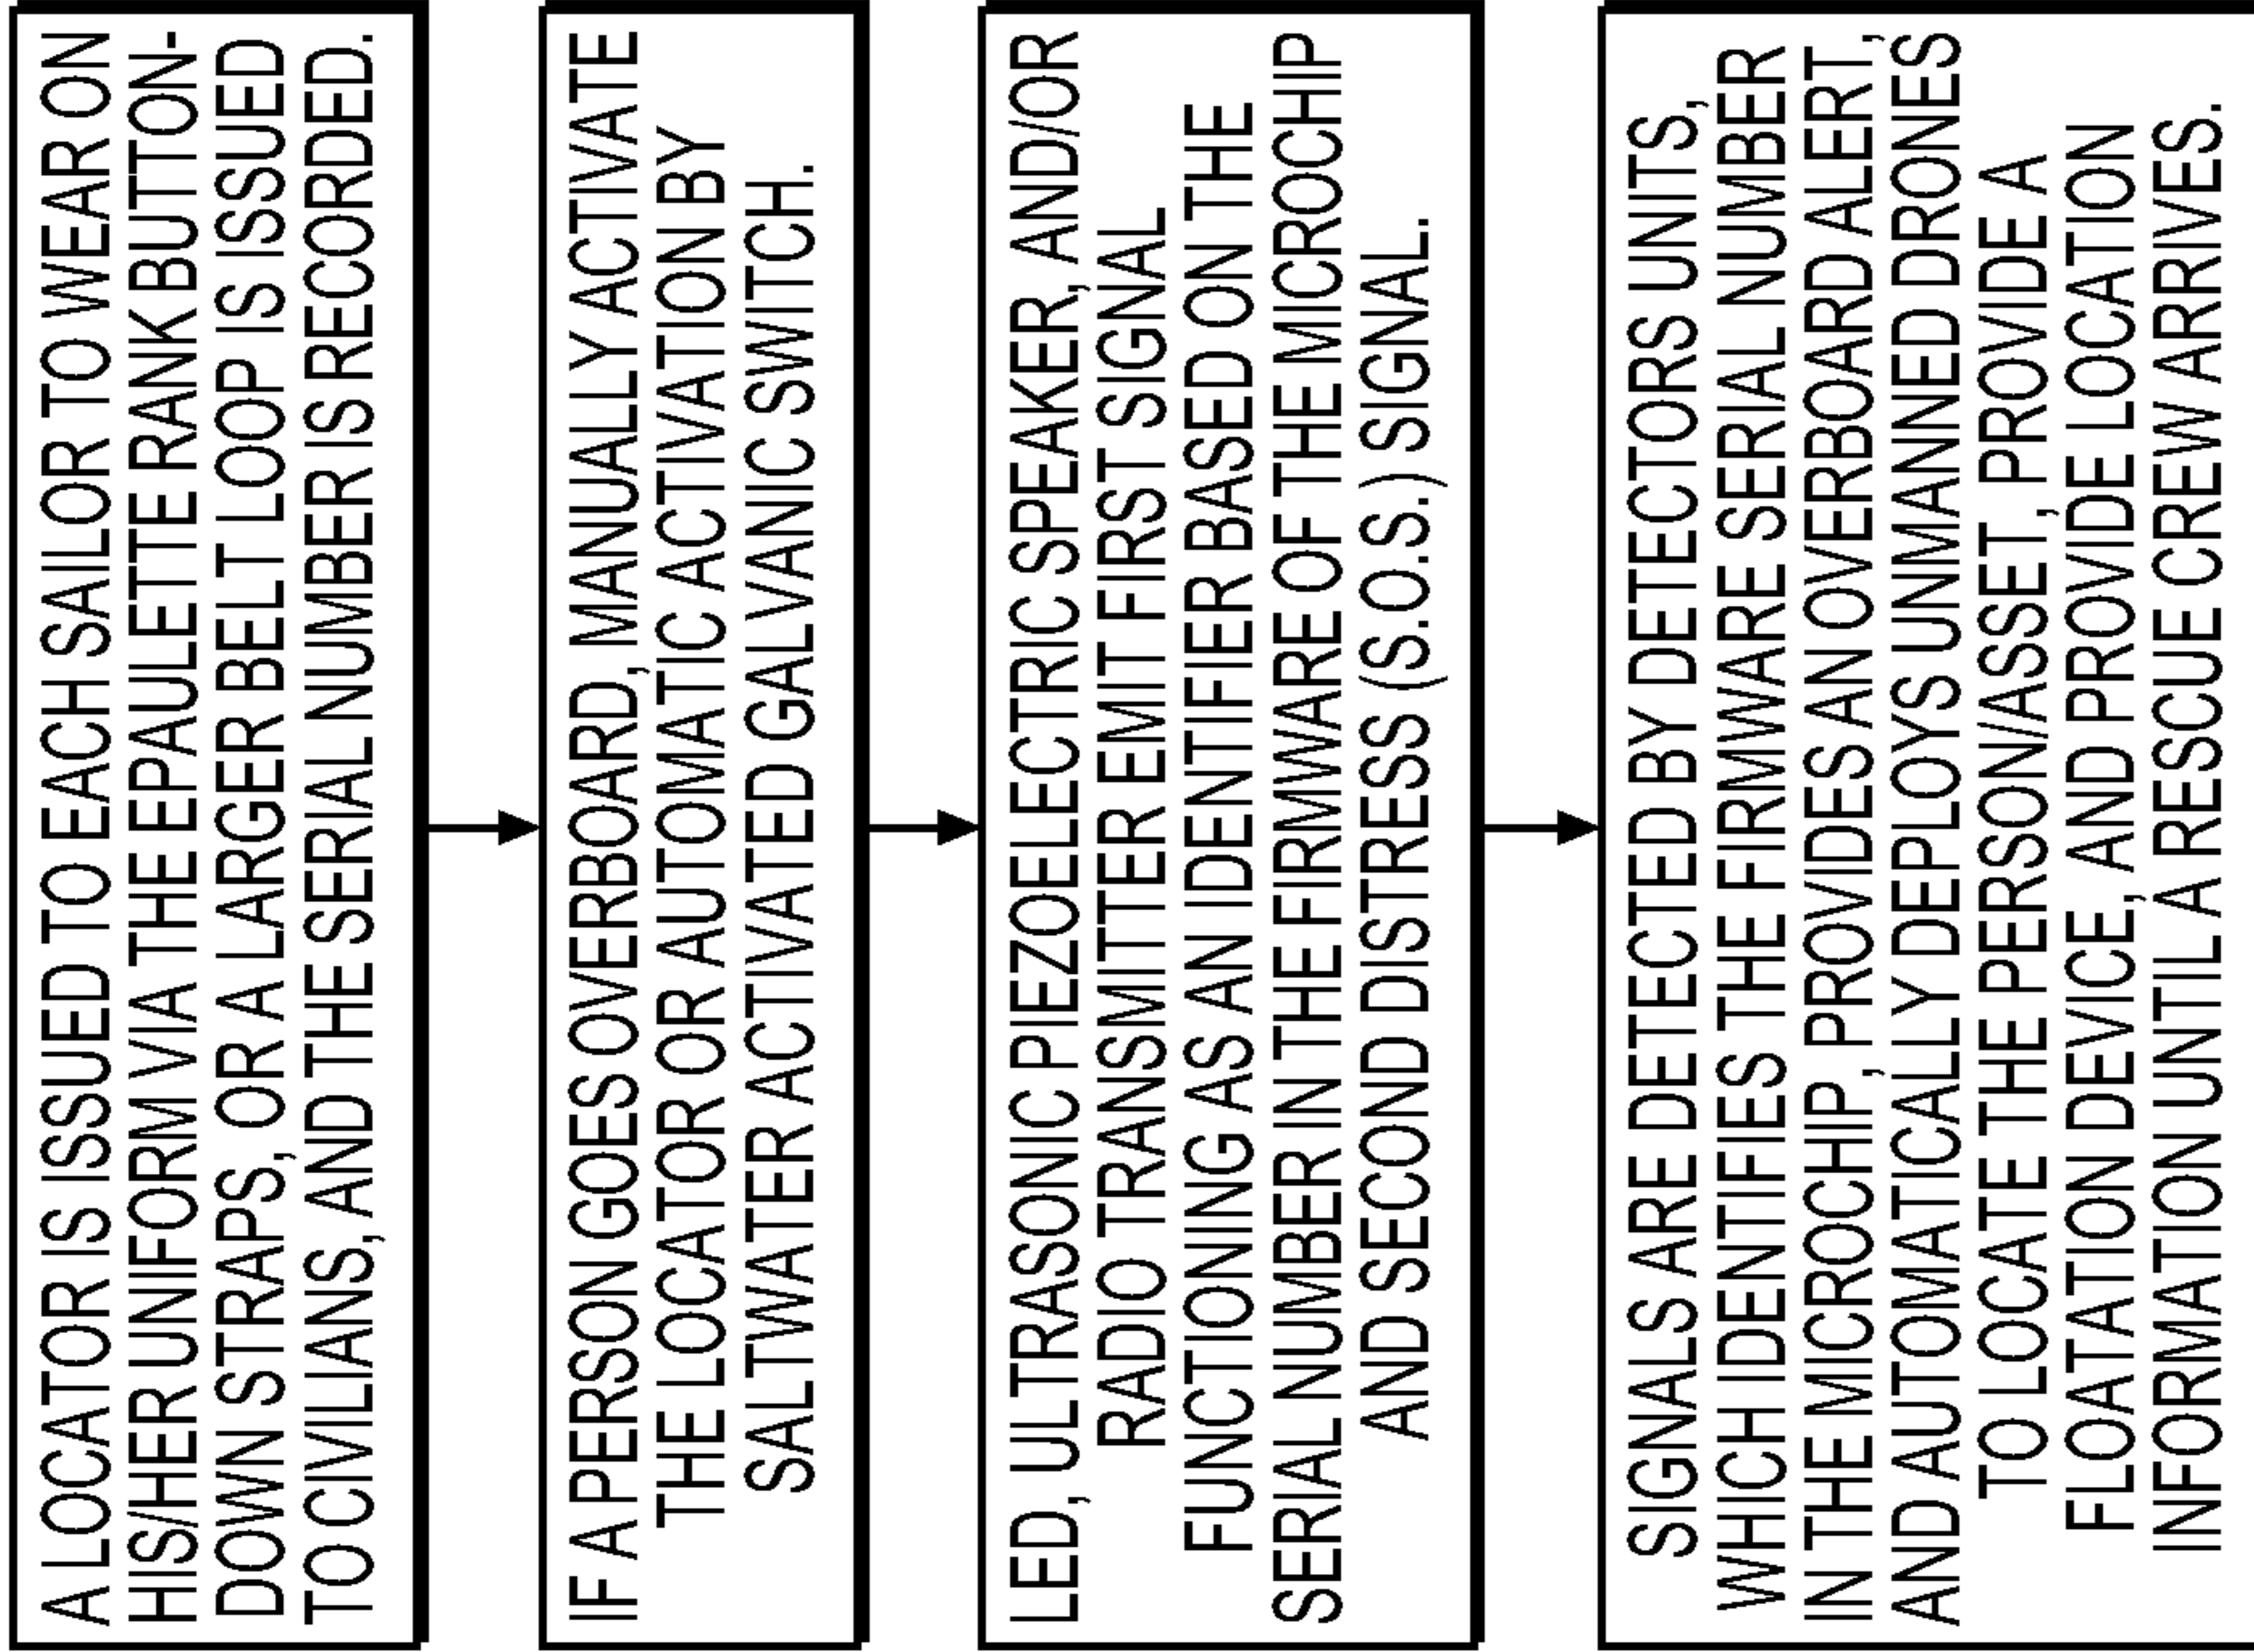 A LOCATOR IS ISSUED TO EACH SAILOR TO WEAR ON
HIS/HER UNIFORM VIA THE EPAULETTE RANK BUTTON-
DOWN STRAPS, OR A LARGER BELT LOOP IS ISSUED
TO CIVILIANS, AND THE SERIAL NUMBER IS RECORDED.
IF A PERSON GOES OVERBOARD, MANUALLY ACTIVATE
THE LOCATOR OR AUTOMATIC ACTIVATION BY
SALTWATER ACTIVATED GALVANIC SWITCH.
LED, ULTRASONIC PIEZOELECTRIC SPEAKER, AND/OR
RADIO TRANSMITTER EMIT FIRST SIGNAL
FUNCTIONING AS AN IDENTIFIER BASED ON THE
SERIAL NUMBER IN THE FIRMWARE OF THE MICROCHIP
AND SECOND DISTRESS (S.O.S.) SIGNAL.
SIGNALS ARE DETECTED BY DETECTORS UNITS,
WHICH IDENTIFIES THE FIRMWARE SERIAL NUMBER
IN THE MICROCHIP, PROVIDES AN OVERBOARD ALERT,
AND AUTOMATICALLY DEPLOYS UNMANNED DRONES
TO LOCATE THE PERSON/ASSET, PROVIDE A
FLOATATION DEVICE, AND PROVIDE LOCATION
INFORMATION UNTIL A RESCUE CREW ARRIVES.